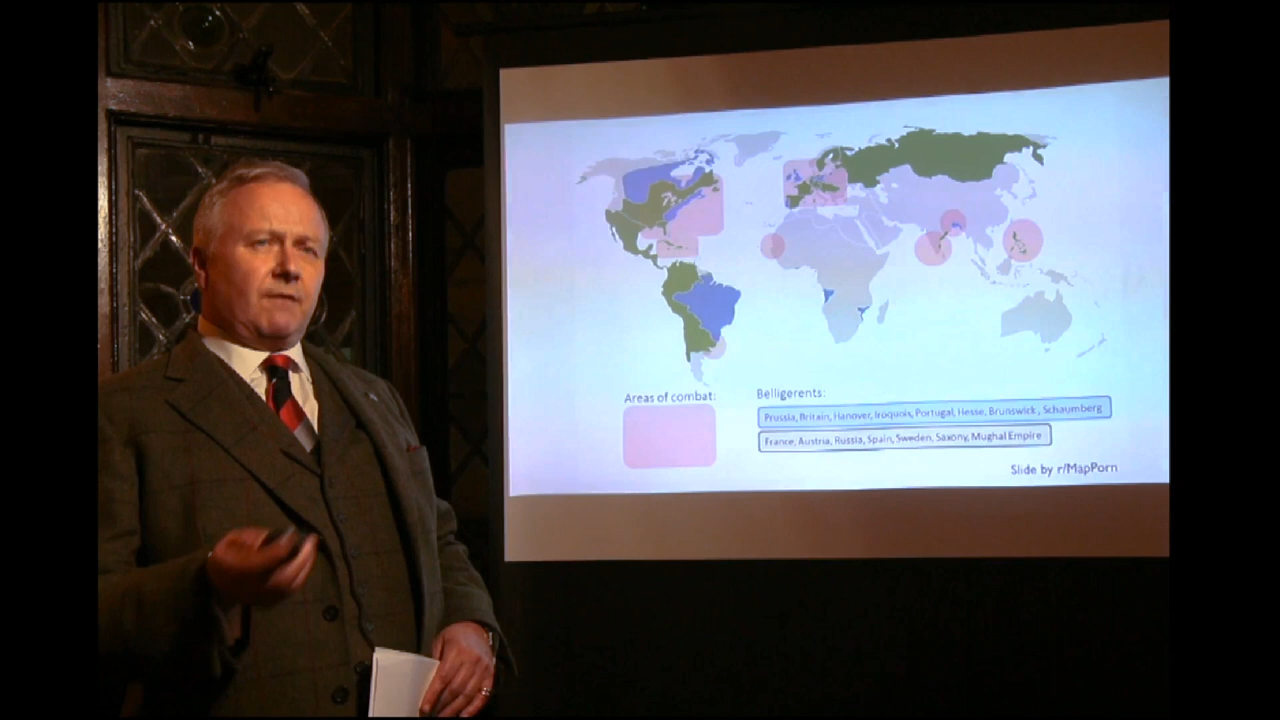 Areas of combat:
Belligerents:
Prussia, Britain, Hanover, Iroquois, Portugal, Hesse, Brunswick , Schaumberg
France, Austria, Russia, Spain, Sweden, Saxony, Mughal Empire
Slide by r/MapPorn